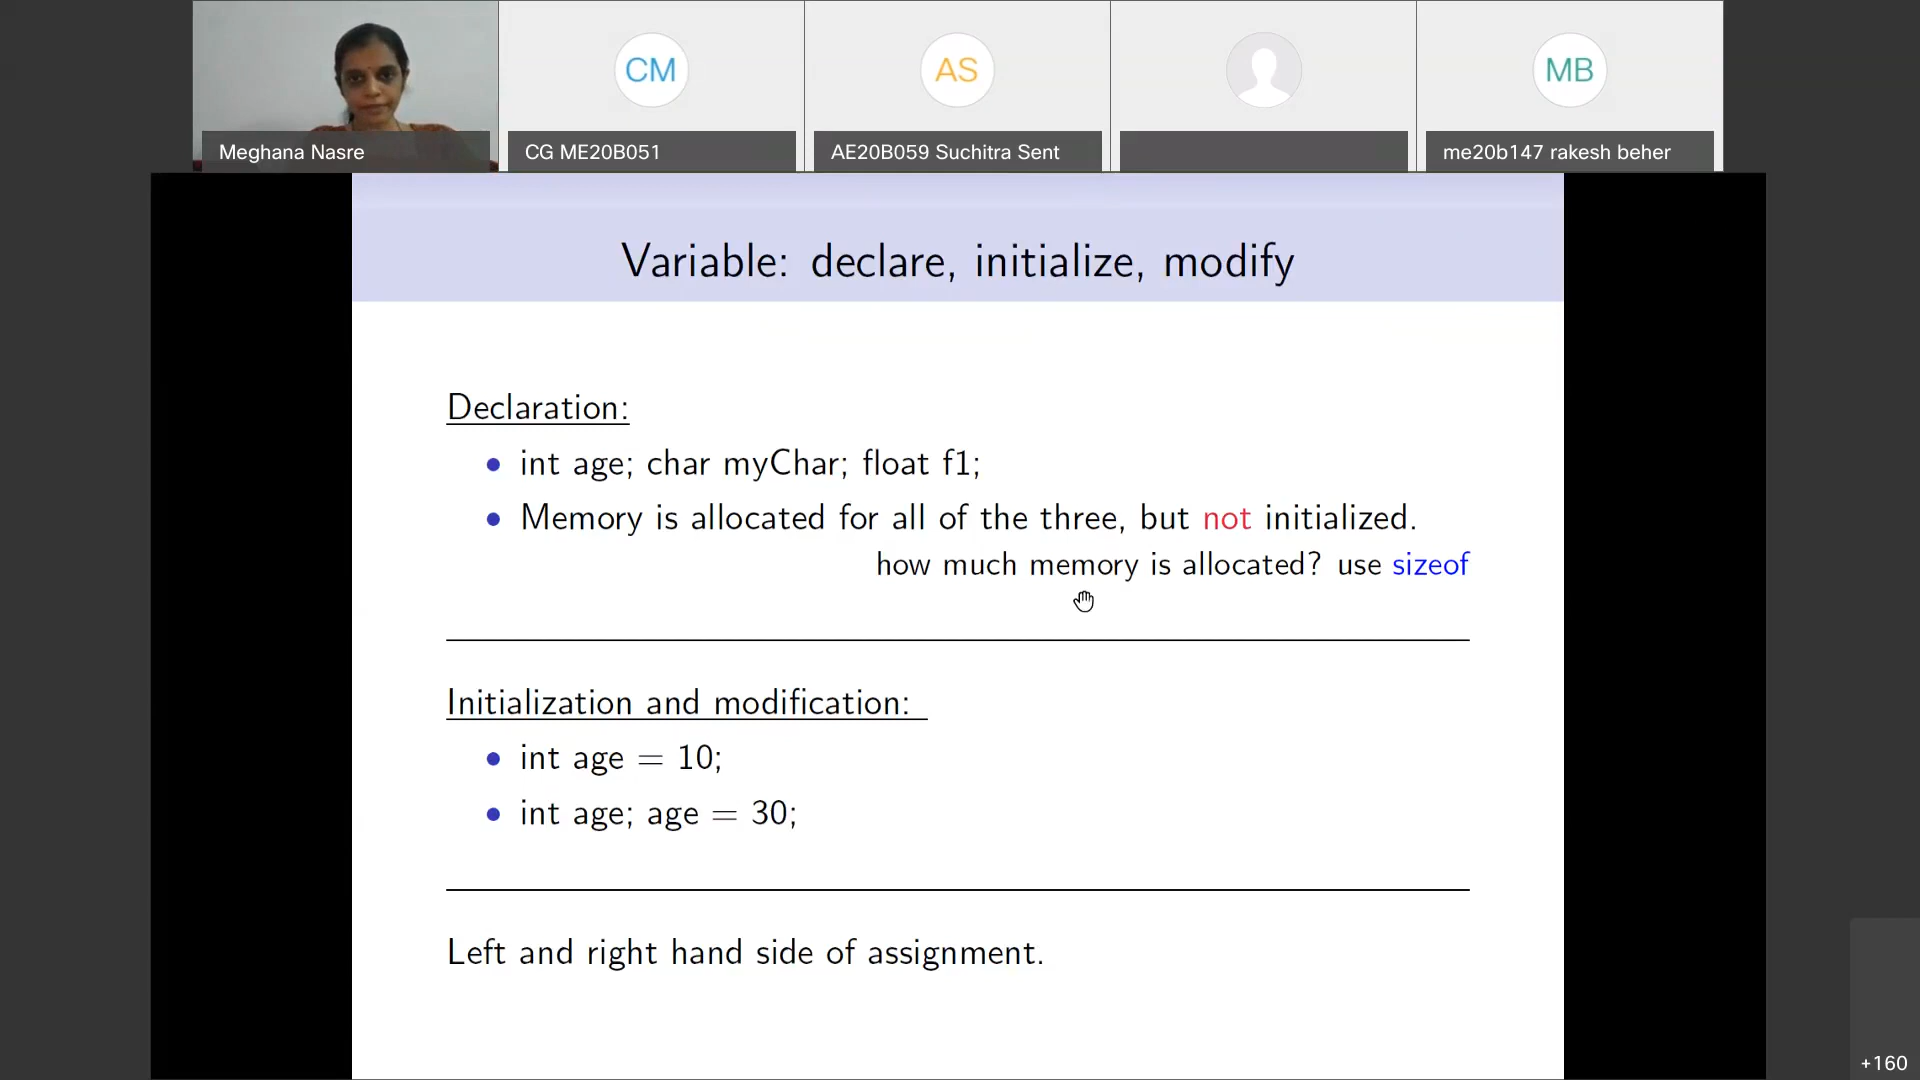 CM
AS
MB
Meghana Nasre
CG ME20B051
AE20B059 Suchitra Sent
me20b147 rakesh beher
Variable: declare, initialize, modify
Declaration:
int age; char myChar; float f1;
Memory is allocated for all of the three, but not initialized.
how much memory is allocated? use sizeof
Initialization and modification:
int age = 10;
int age; age = 30;
Left and right hand side of assignment.
+160